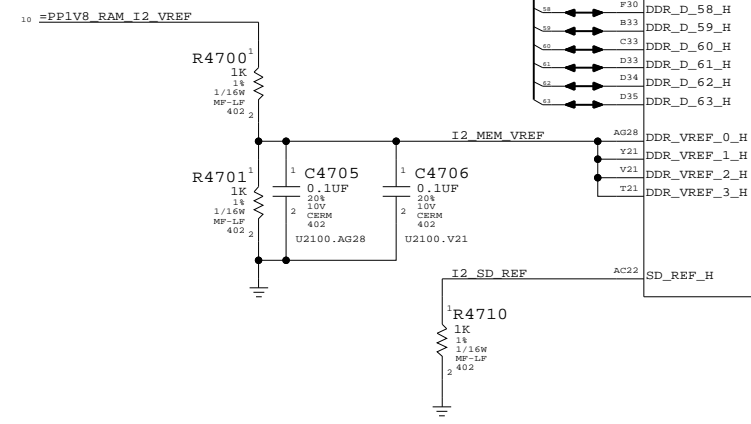 10 =PP1V8_RAM_I2_VREF
R4700 1
1K
1%
1/16W
MF-LF
402 2
58 F30 DDR_D_58_H
59 B33 DDR_D_59_H
60 C33 DDR_D_60_H
61 D33 DDR_D_61_H
62 D34 DDR_D_62_H
63 D35 DDR_D_63_H
I2_MEM_VREF AG28 DDR_VREF_0_H
Y21 DDR_VREF_1_H
V21 DDR_VREF_2_H
T21 DDR_VREF_3_H
R4701 1
1K
1%
1/16W
MF-LF
402 2
1 C4705
0.1UF
20%
10V
2 CERM
402
U2100.AG28
1 C4706
0.1UF
20%
10V
2 CERM
402
U2100.V21
I2_SD_REF AC22 SD_REF_H
1 R4710
1K
1%
1/16W
MF-LF
2 402